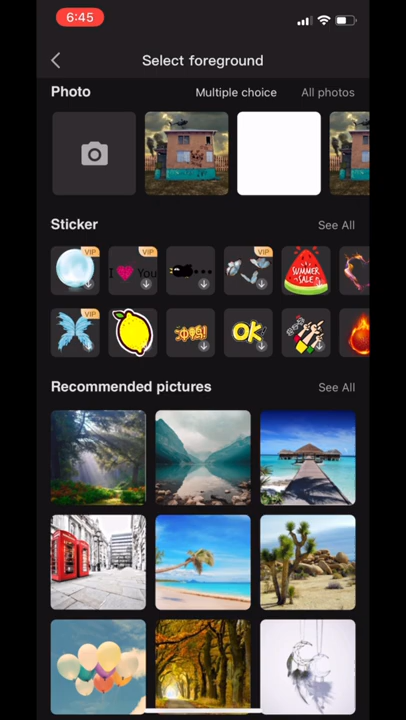 6:45
Select foreground
Photo
Multiple choice
All photos
Sticker
See All
VIP
VIP
VIP
I
You
SUMMER
SALE
VIP
OK
Recommended pictures
See All